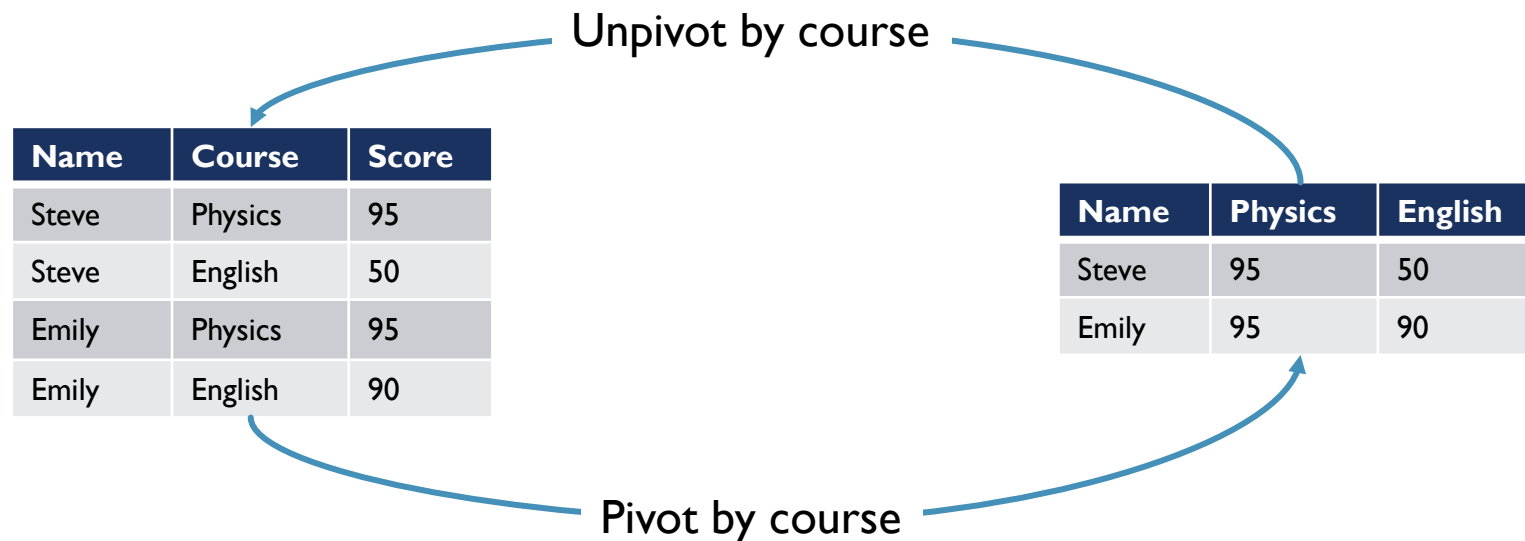 Unpivot by course
Name Course Score
Steve Physics 95
Steve English 50
Emily Physics 95
Emily English 90
Name Physics English
Steve 95 50
Emily 95 90
Pivot by course